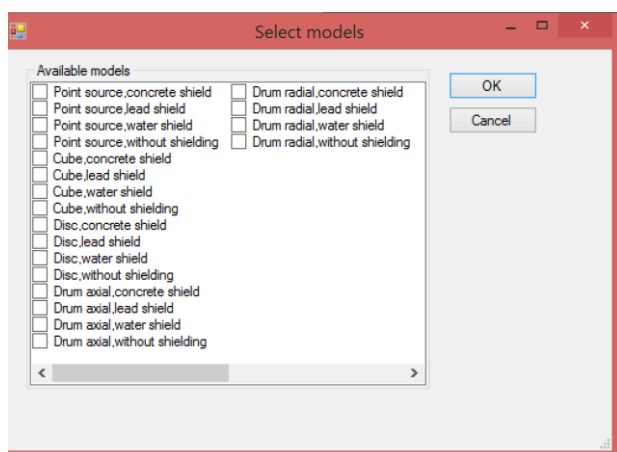 Select models
Available models
Point source,concrete shield
Point source,lead shield
Point source,water shield
Point source,without shielding
Cube,concrete shield
Cube,lead shield
Cube,water shield
Cube,without shielding
Disc,concrete shield
Disc,lead shield
Disc,water shield
Disc,without shielding
Drum axial,concrete shield
Drum axial,lead shield
Drum axial,water shield
Drum axial,without shielding
Drum radial,concrete shield
Drum radial,lead shield
Drum radial,water shield
Drum radial,without shielding
OK
Cancel